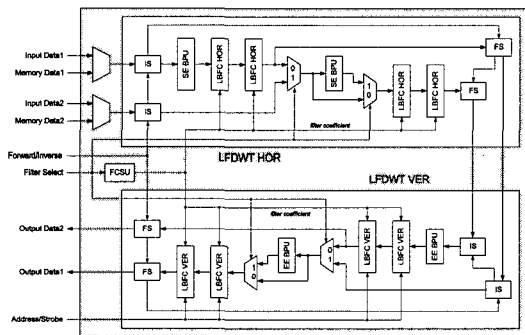 Input Data1
Memory Data1
Input Data2
Memory Data2
Forward/Inverse
Filter Select
Output Data2
Output Data1
Address/Strobe
IS
IS
SE BPU
LBFC HOR
LBFC HOR
0
1
SE BPU
1
0
LBFC HOR
LBFC HOR
FS
FS
filter coefficient
LFDWT HOR
FCSU
LFDWT VER
filter coefficient
FS
FS
LBFC VER
LBFC VER
1
0
EE BPU
0
1
LBFC VER
LBFC VER
EE BPU
IS
IS